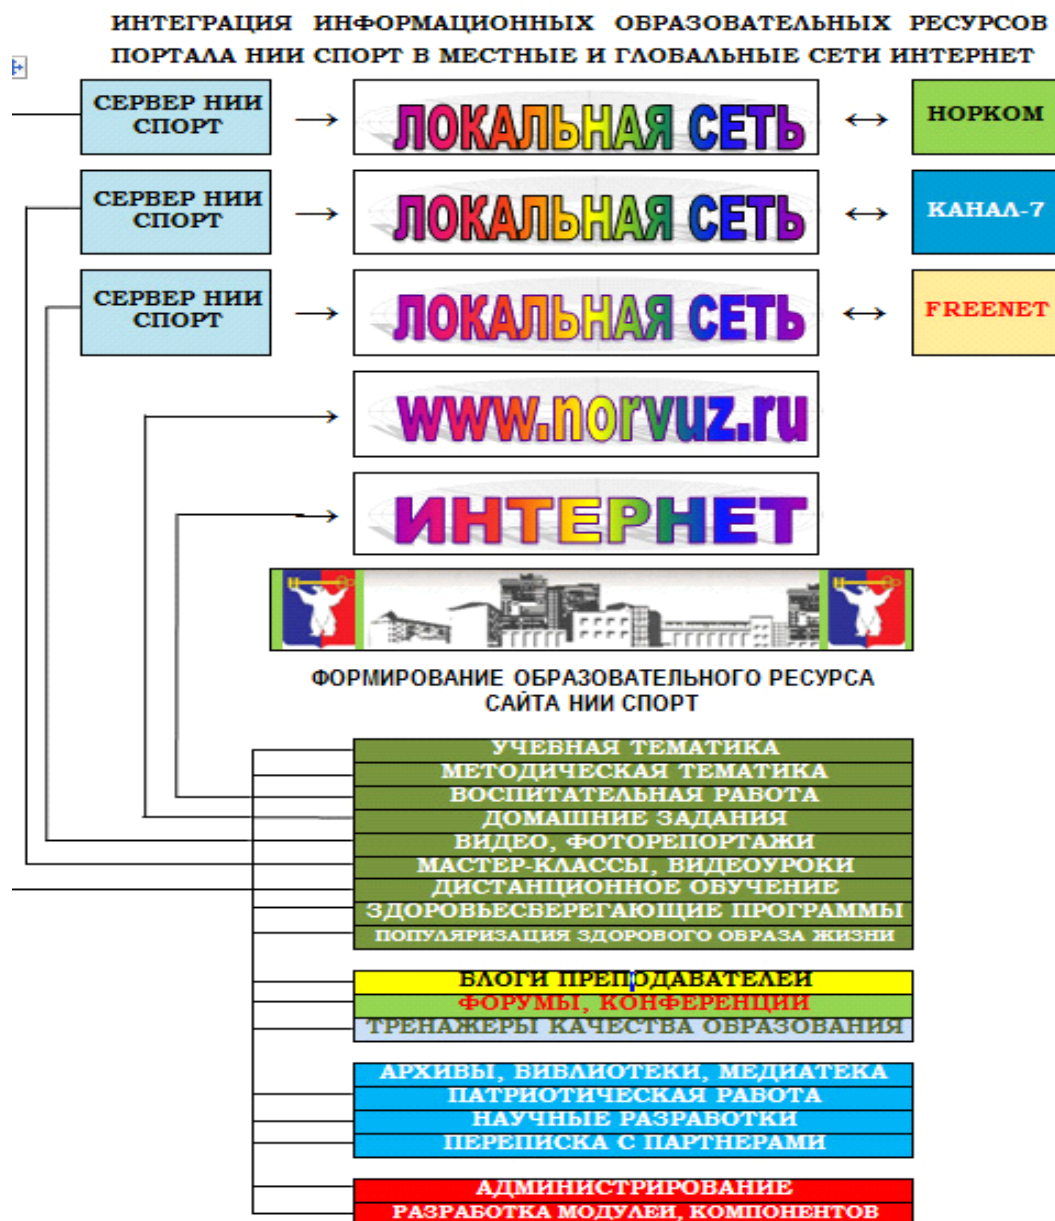 ИНТЕГРАЦИЯ ИНФОРМАЦИОННЫХ ОБРАЗОВАТЕЛЬНЫХ РЕСУРСОВ
ПОРТАЛА НИИ СПОРТ В МЕСТНЫЕ И ГЛОБАЛЬНЫЕ СЕТИ ИНТЕРНЕТ
СЕРВЕР НИИ
СПОРТ
ЛОКАЛЬНАЯ СЕТЬ
НОРКОМ
СЕРВЕР НИИ
СПОРТ
ЛОКАЛЬНАЯ СЕТЬ
КАНАЛ-7
СЕРВЕР НИИ
СПОРТ
ЛОКАЛЬНАЯ СЕТЬ
FREENET
www.norvuz.ru
ИНТЕРНЕТ
ФОРМИРОВАНИЕ ОБРАЗОВАТЕЛЬНОГО РЕСУРСА
САЙТА НИИ СПОРТ
УЧЕБНАЯ ТЕМАТИКА
МЕТОДИЧЕСКАЯ ТЕМАТИКА
ВОСПИТАТЕЛЬНАЯ РАБОТА
ДОМАШНИЕ ЗАДАНИЯ
ВИДЕО, ФОТОРЕПОРТАЖИ
МАСТЕР-КЛАССЫ, ВИДЕОУРОКИ
ДИСТАНЦИОННОЕ ОБУЧЕНИЕ
ЗДОРОВЬЕСБЕРЕГАЮЩИЕ ПРОГРАММЫ
ПОПУЛЯРИЗАЦИЯ ЗДОРОВОГО ОБРАЗА ЖИЗНИ
БЛОГИ ПРЕПОДАВАТЕЛЕЙ
ФОРУМЫ, КОНФЕРЕНЦИИ
ТРЕНАЖЕРЫ КАЧЕСТВА ОБРАЗОВАНИЯ
АРХИВЫ, БИБЛИОТЕКИ, МЕДИАТЕКА
ПАТРИОТИЧЕСКАЯ РАБОТА
НАУЧНЫЕ РАЗРАБОТКИ
ПЕРЕПИСКА С ПАРТНЕРАМИ
АДМИНИСТРИРОВАНИЕ
РАЗРАБОТКА МОДУЛЕЙ, КОМПОНЕНТОВ